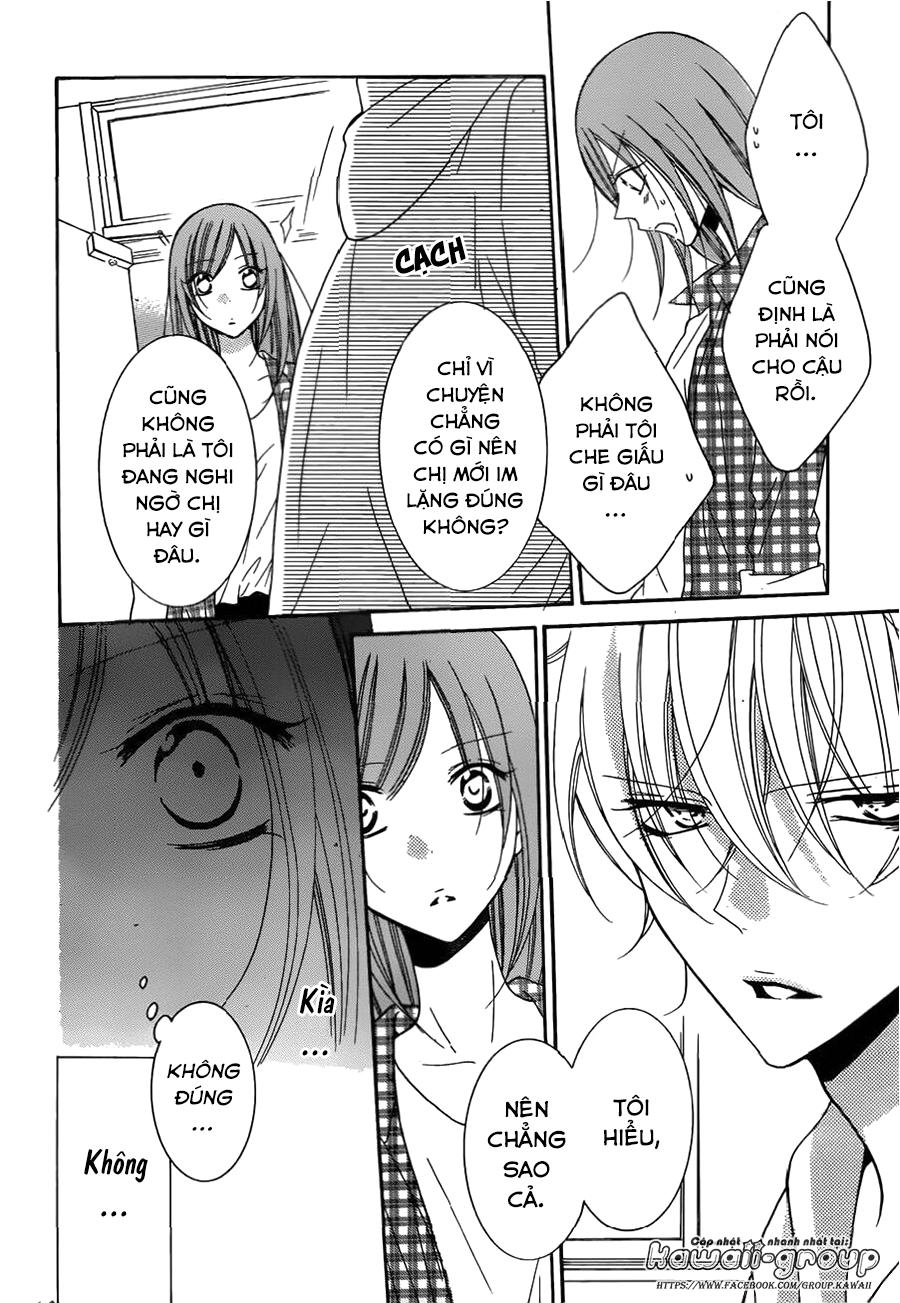 TÔI
...
CŨNG
ĐỊNH LÀ
PHẢI NÓI
CHO CẬU
RỒI.
KHÔNG
PHẢI TÔI
CHE GIẤU
GÌ ĐÂU
...
CẠCH
CHỈ VÌ
CHUYỆN
CHẲNG
CÓ GÌ NÊN
CHỊ MỚI IM
LẶNG ĐÚNG
KHÔNG?
CŨNG
KHÔNG
PHẢI LÀ TÔI
ĐANG NGHI
NGỜ CHỊ
HAY GÌ
ĐÂU.
TÔI
HIỂU,
NÊN
CHẲNG
SAO
CẢ.
Kìa
...
KHÔNG
ĐÚNG
...
Không
...
Cập nhật nhanh nhất tại:
kawaii-group
HTTPS://WWW.FACEBOOK.COM/GROUP.KAWAII